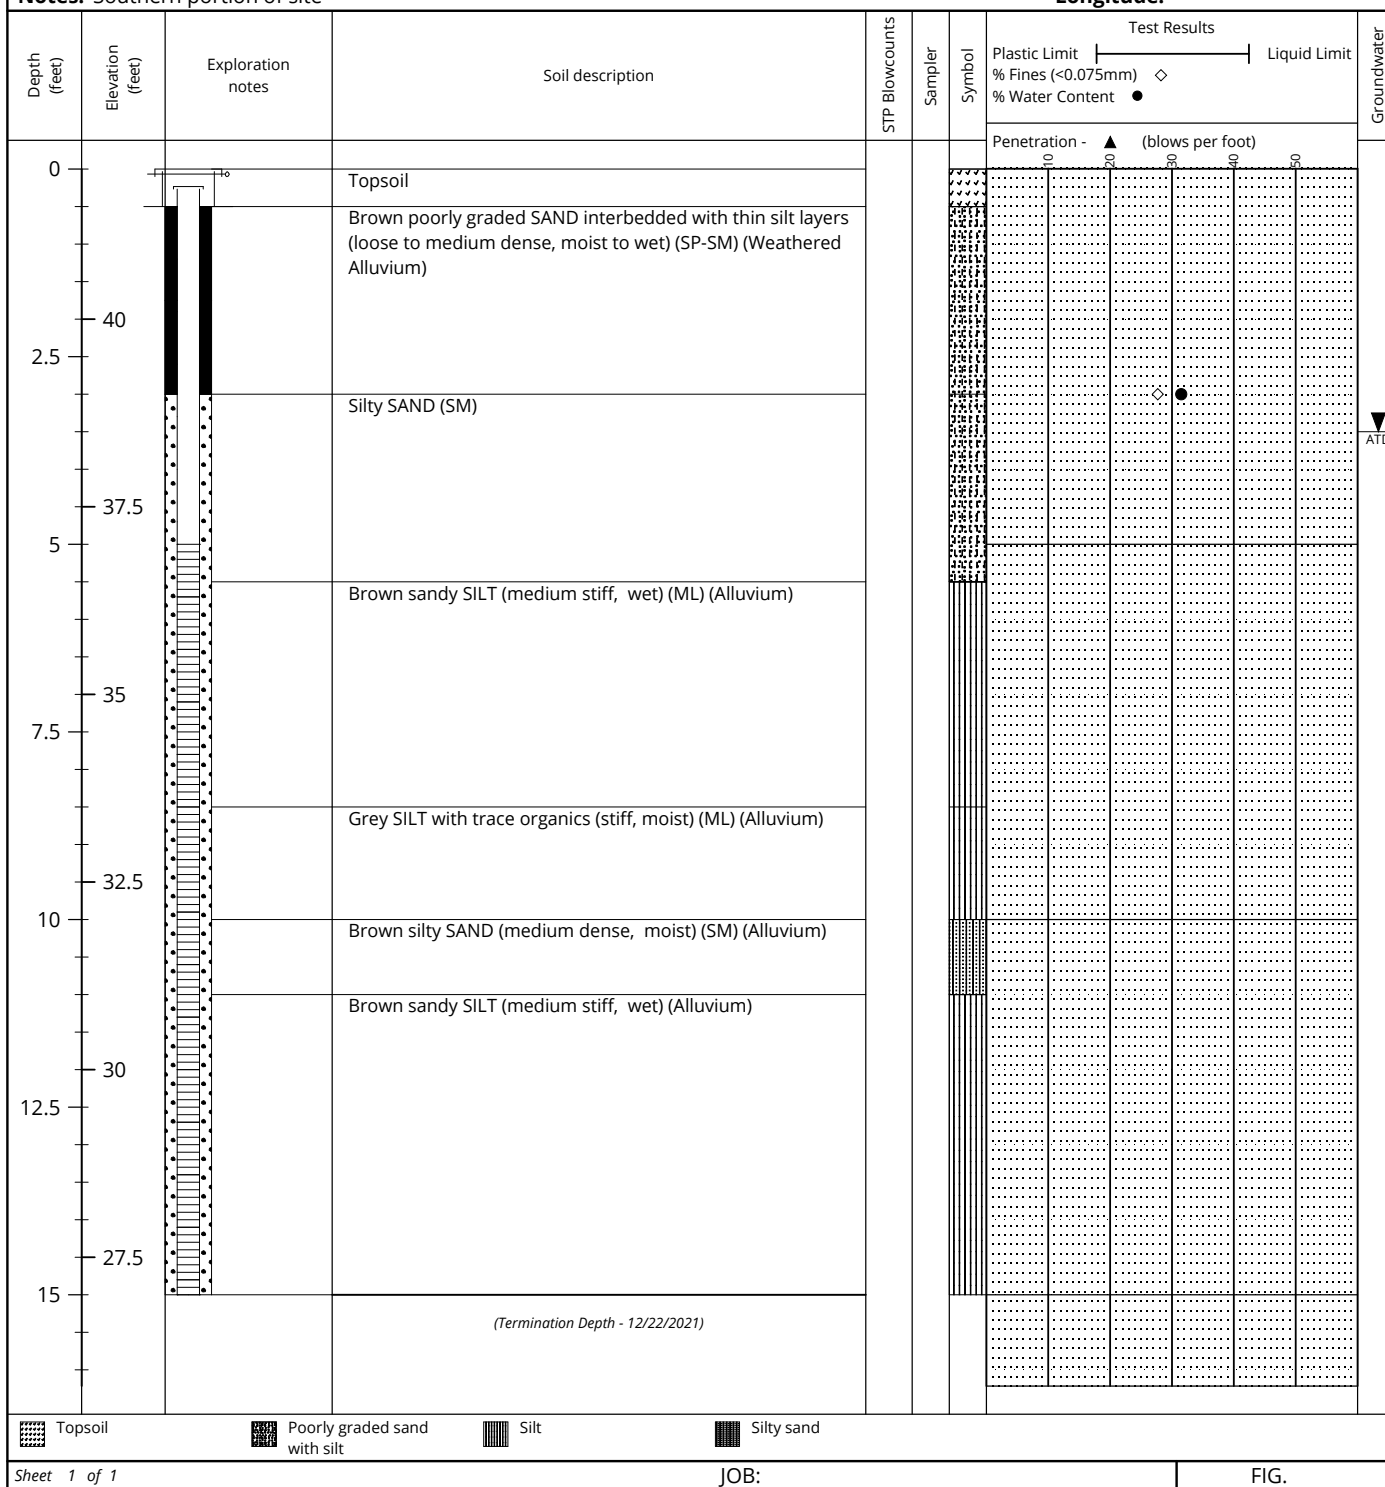 Notes: Southern portion of site
Longitude:
Depth
(feet)
Elevation
(feet)
Exploration
notes
Soil description
STP Blowcounts
Sampler
Symbol
Test Results
Plastic Limit
Liquid Limit
% Fines (<0.075mm) ◇
% Water Content ●
Penetration - ▲ (blows per foot)
Groundwater
10
20
30
40
50
0
Topsoil
Brown poorly graded SAND interbedded with thin silt layers
(loose to medium dense, moist to wet) (SP-SM) (Weathered
Alluvium)
40
2.5
Silty SAND (SM)
ATD
37.5
5
Brown sandy SILT (medium stiff, wet) (ML) (Alluvium)
35
7.5
Grey SILT with trace organics (stiff, moist) (ML) (Alluvium)
32.5
10
Brown silty SAND (medium dense, moist) (SM) (Alluvium)
Brown sandy SILT (medium stiff, wet) (Alluvium)
30
12.5
27.5
15
(Termination Depth - 12/22/2021)
Topsoil
Poorly graded sand
with silt
Silt
Silty sand
Sheet 1 of 1
JOB:
FIG.